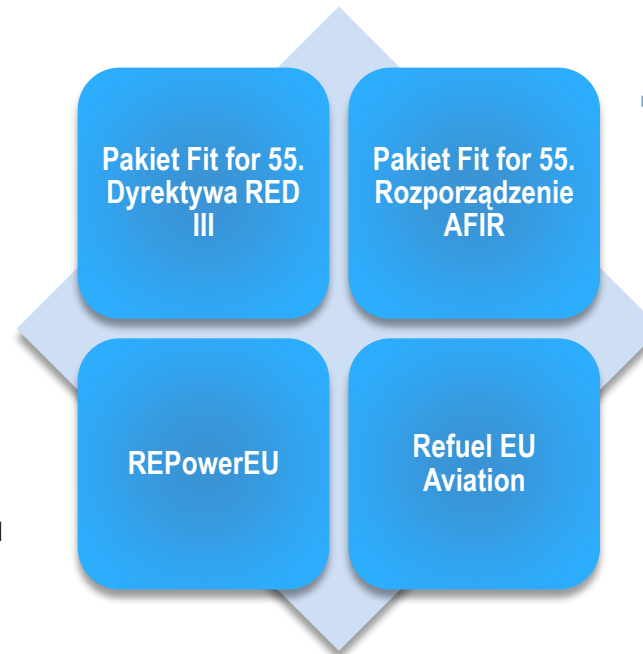 Pakiet Fit for 55.
Dyrektywa RED
III
Pakiet Fit for 55.
Rozporządzenie
AFIR
REPowerEU
Refuel EU
Aviation